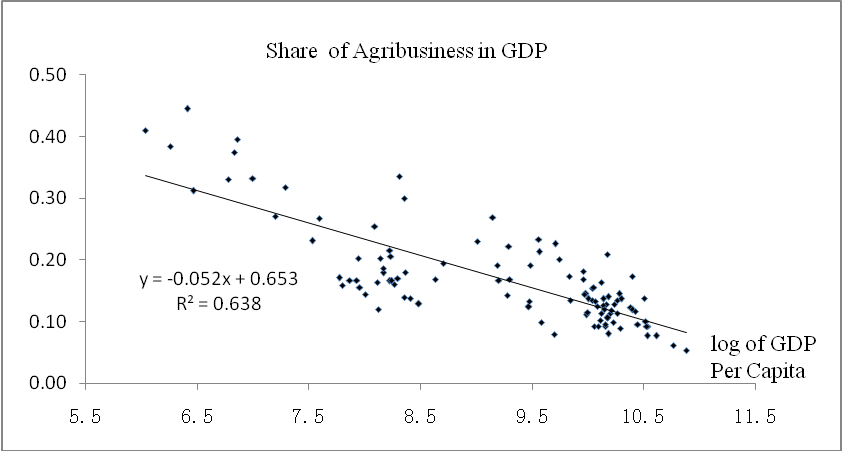 Share of Agribusiness in GDP
0.50
0.40
0.30
0.20
0.10
0.00
y = -0.052x + 0.653
R² = 0.638
log of GDP
Per Capita
5.5 6.5 7.5 8.5 9.5 10.5 11.5